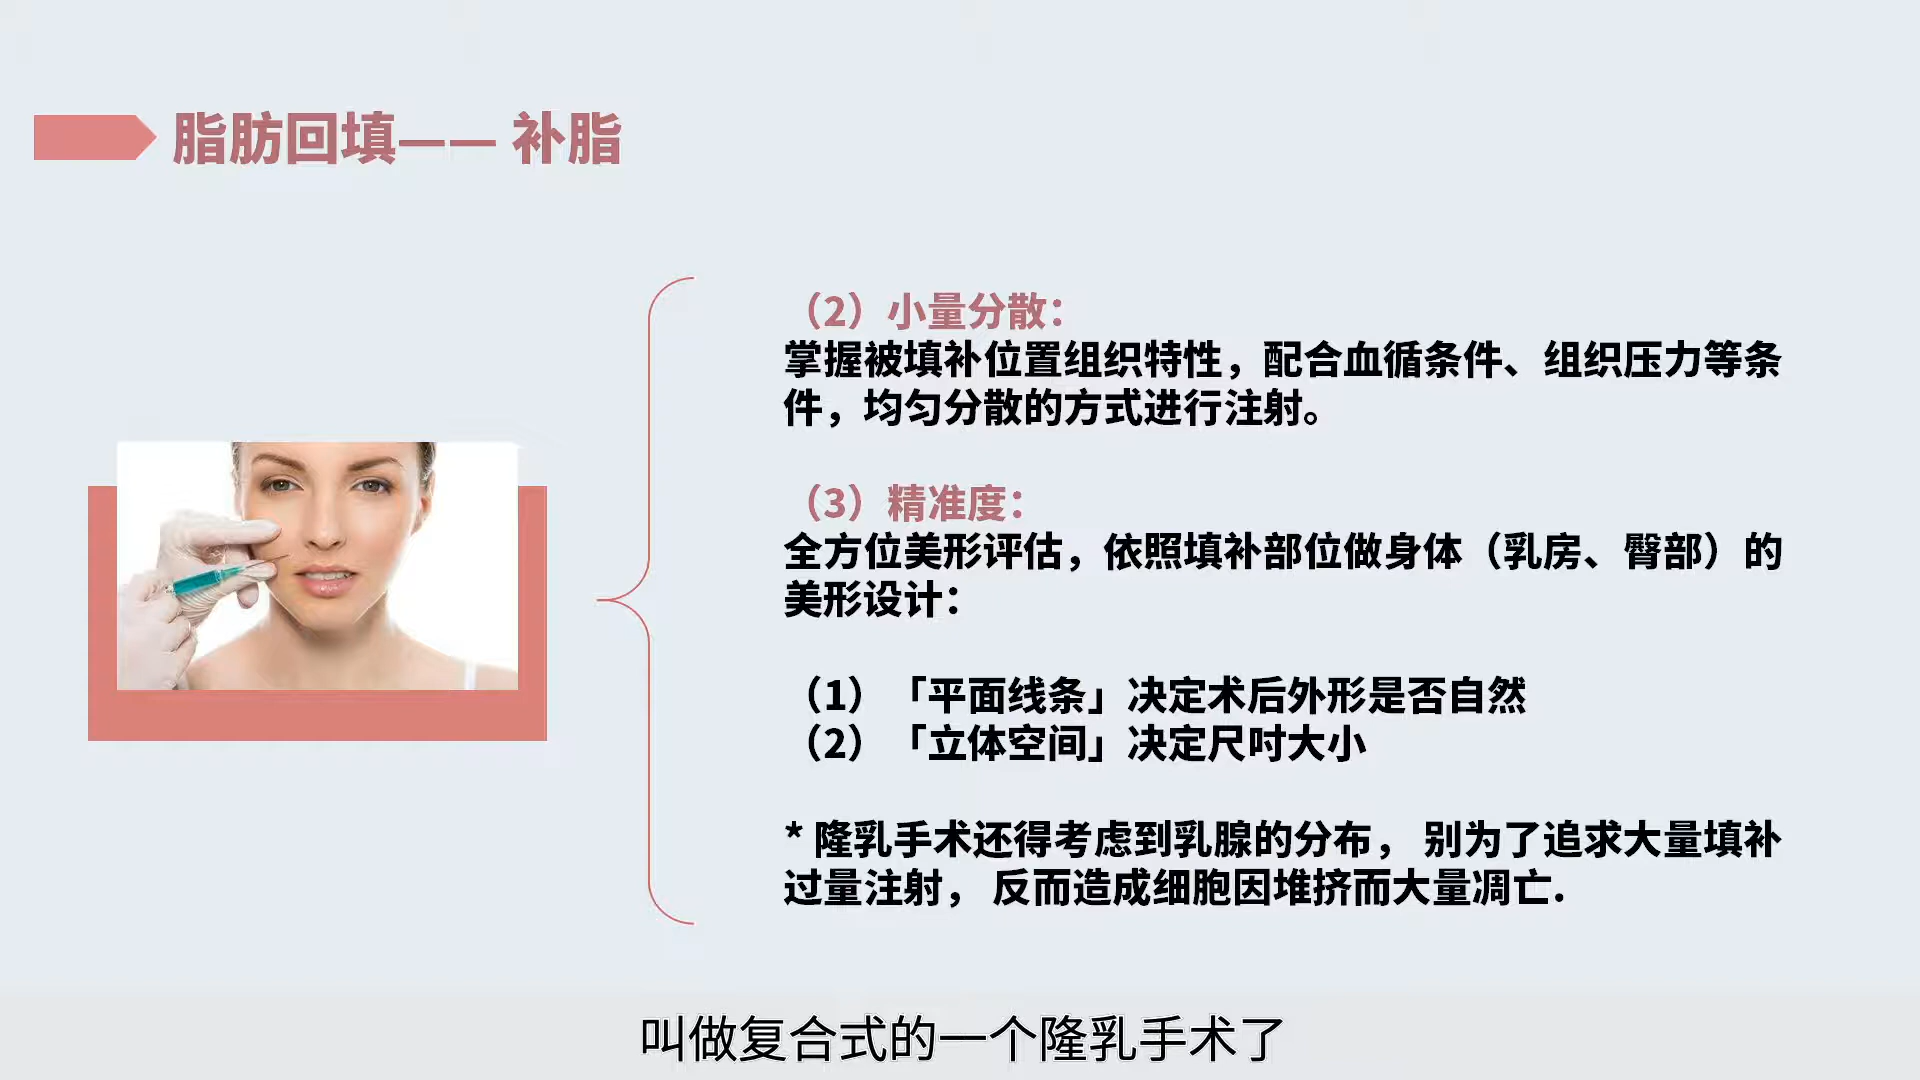 脂肪回填—— 补脂
（2）小量分散：
掌握被填补位置组织特性，配合血循条件、组织压力等条
件，均匀分散的方式进行注射。
（3）精准度：
全方位美形评估，依照填补部位做身体（乳房、臀部）的
美形设计：
（1）「平面线条」决定术后外形是否自然
（2）「立体空间」决定尺吋大小
* 隆乳手术还得考虑到乳腺的分布， 别为了追求大量填补
过量注射， 反而造成细胞因堆挤而大量凋亡.
叫做复合式的一个隆乳手术了